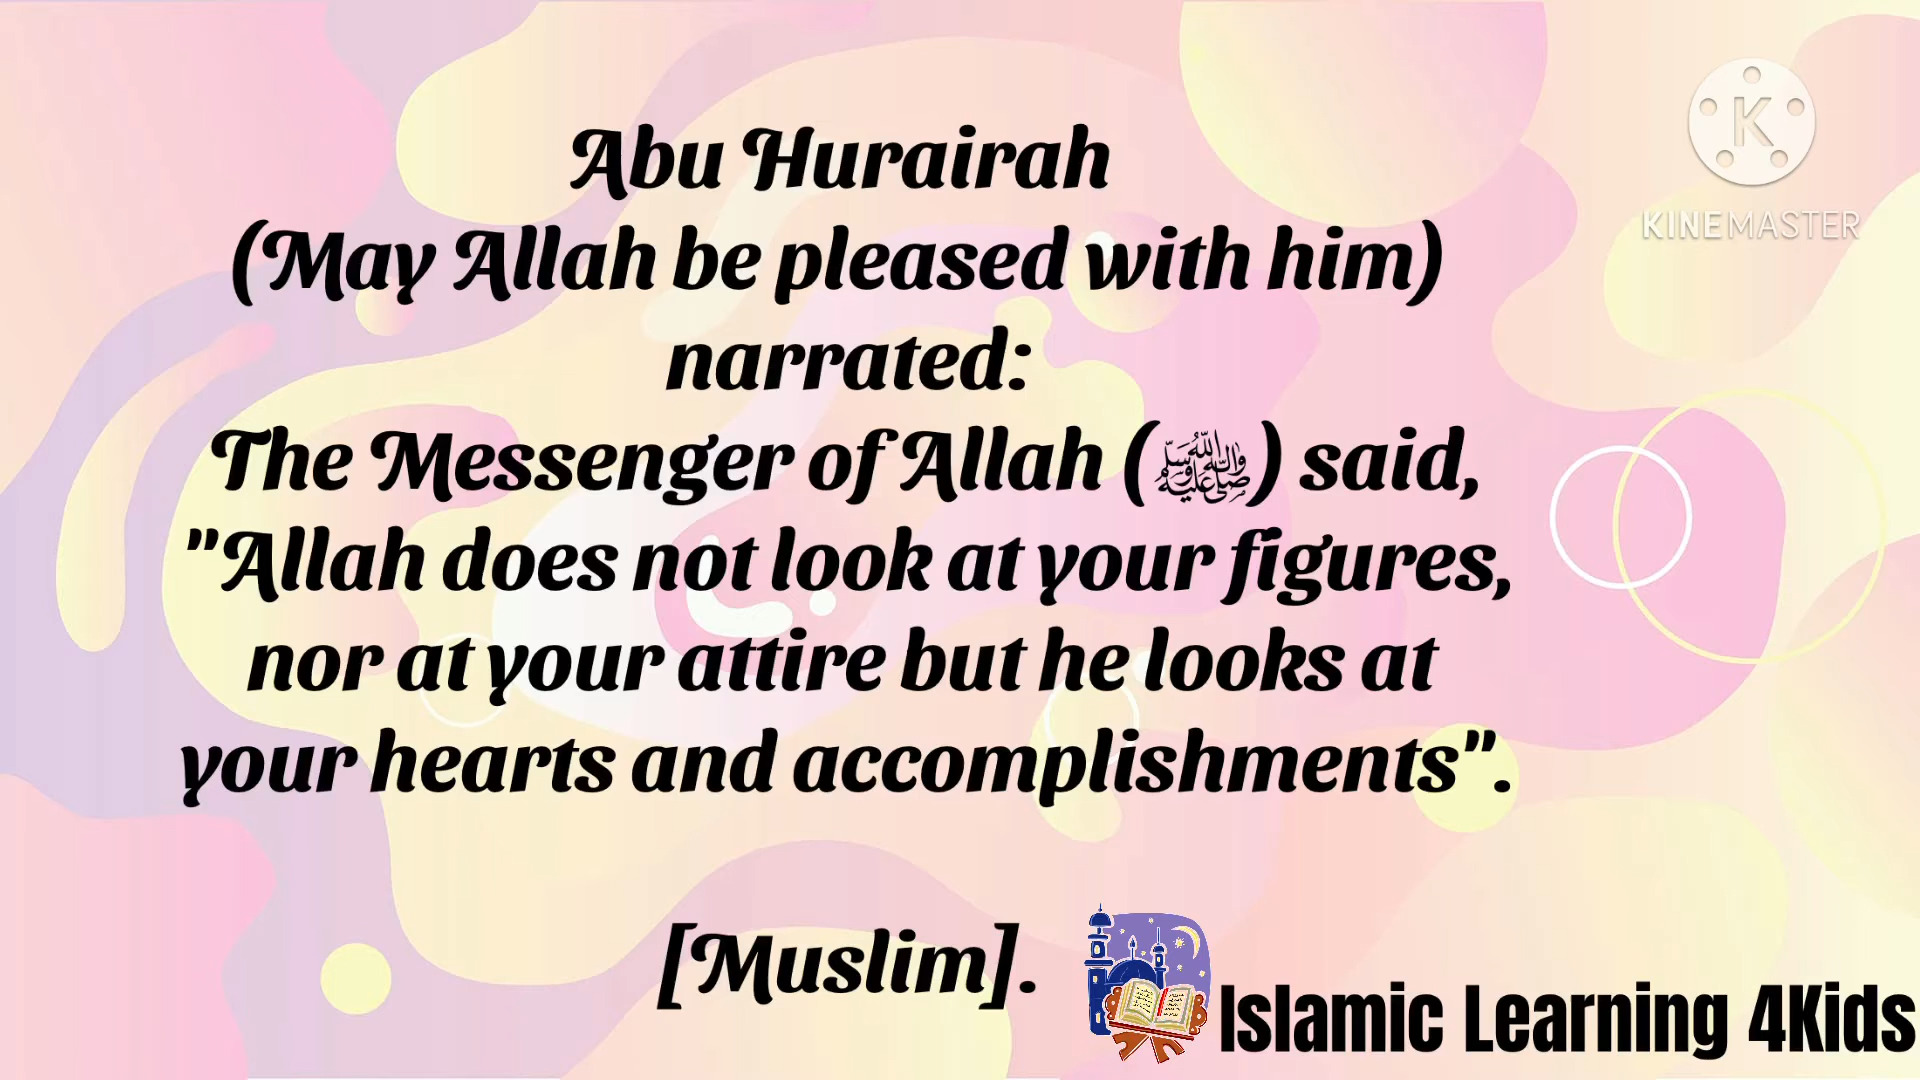 Abu Hurairah
(May Allah be pleased with him)
narrated:
The Messenger of Allah (ﷺ) said,
"Allah does not look at your figures,
nor at your attire but he looks at
your hearts and accomplishments".
[Muslim].
K
KINEMASTER
Islamic Learning 4Kids